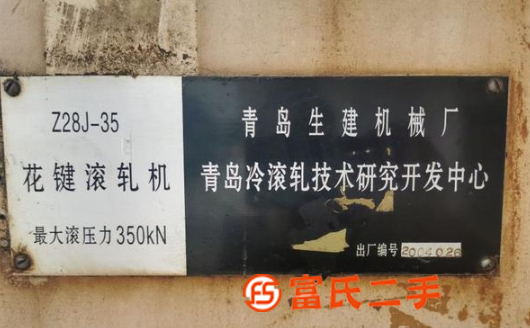 Z28J-35
花键滚轧机
最大滚压力350kN
青岛生建机械厂
青岛冷滚轧技术研究开发中心
出厂编号 2004026
富氏二手